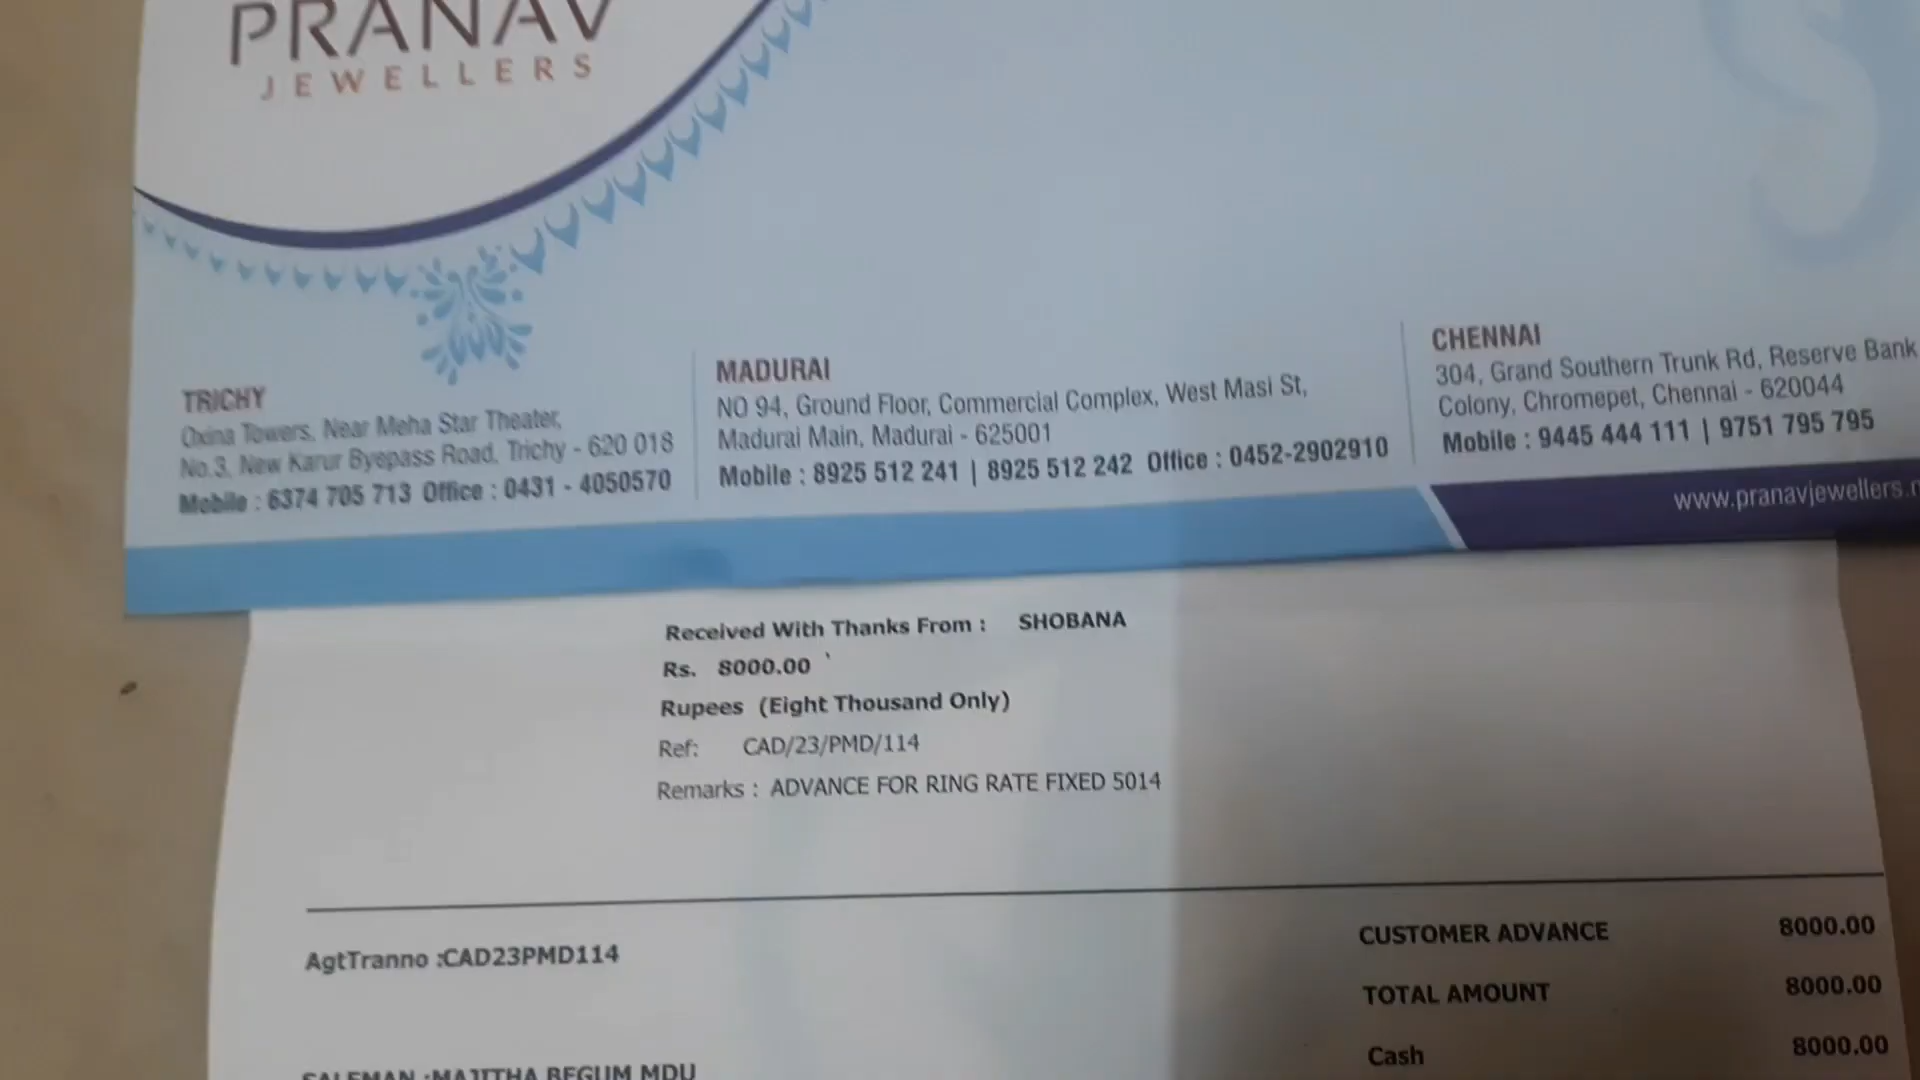 PRANAV
JEWELLERS
TRICHY
Oxina Towers, Near Meha Star Theater,
No.3, New Karur Byepass Road, Trichy - 620 018
Mobile : 6374 705 713 Office : 0431 - 4050570
MADURAI
NO 94, Ground Floor, Commercial Complex, West Masi St,
Madurai Main, Madurai - 625001
Mobile : 8925 512 241 | 8925 512 242 Office : 0452-2902910
CHENNAI
304, Grand Southern Trunk Rd, Reserve Bank
Colony, Chromepet, Chennai - 620044
Mobile : 9445 444 111 | 9751 795 795
www.pranavjewellers.
Received With Thanks From : SHOBANA
Rs. 8000.00
Rupees (Eight Thousand Only)
Ref: CAD/23/PMD/114
Remarks : ADVANCE FOR RING RATE FIXED 5014
AgtTranno :CAD23PMD114
CUSTOMER ADVANCE 8000.00
TOTAL AMOUNT 8000.00
Cash 8000.00
SALEMAN :MAJITHA BEGUM MDU